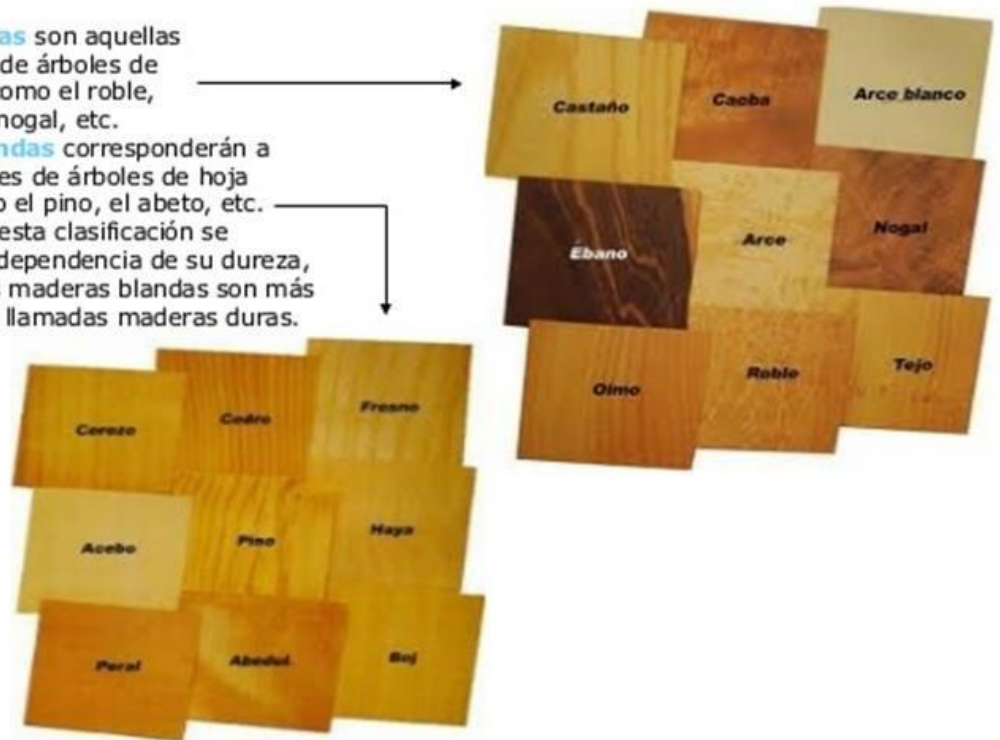 as son aquellas
de árboles de
omo el roble,
nogal, etc.
ndas corresponderán a
es de árboles de hoja
o el pino, el abeto, etc.
esta clasificación se
dependencia de su dureza,
s maderas blandas son más
llamadas maderas duras.
Castaño
Caoba
Arce blanco
Ébano
Arce
Nogal
Olmo
Roble
Tejo
Cerezo
Cedro
Fresno
Acebo
Pino
Haya
Peral
Abedul
Boj